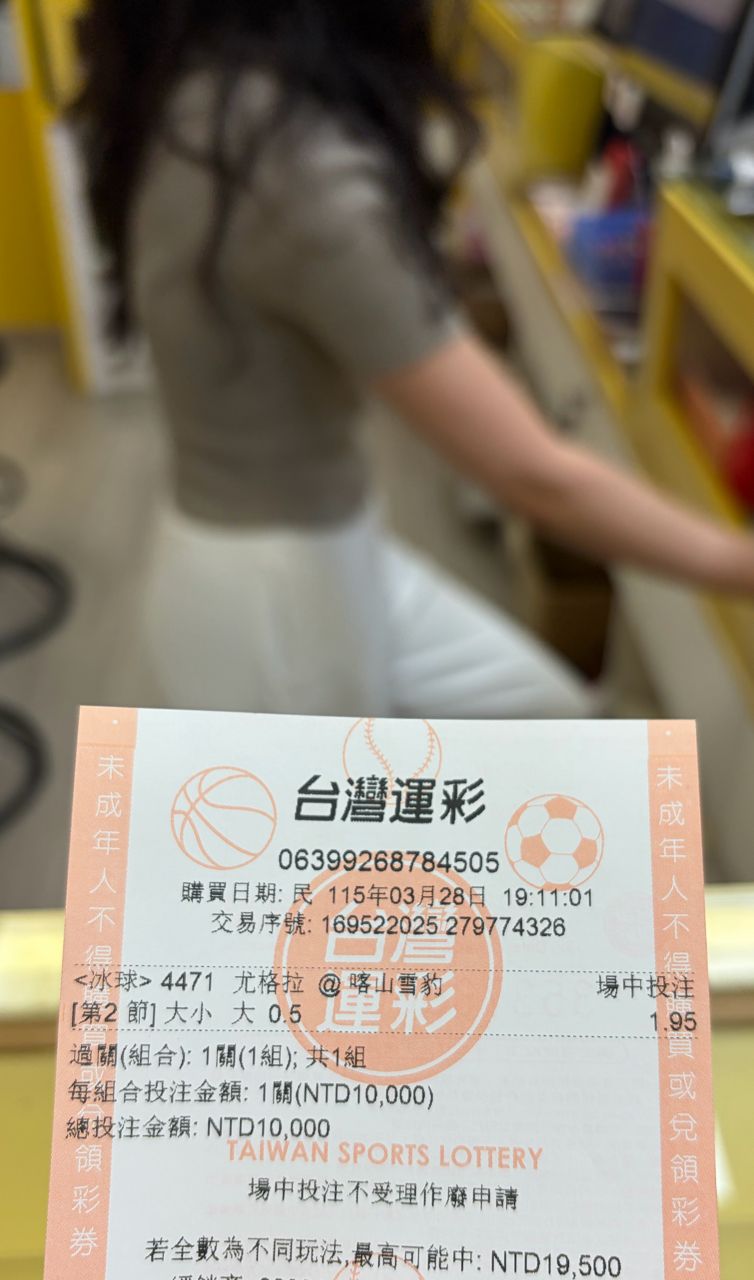 台灣運彩
06399268784505
購買日期: 民 115年03月28日 19:11:01
交易序號: 169522025 279774326
<冰球> 4471 尤格拉 @ 喀山雪豹 場中投注
[第2 節] 大小 大 0.5 1.95
過關(組合): 1關(1組); 共1組
每組合投注金額: 1關(NTD10,000)
總投注金額: NTD10,000
TAIWAN SPORTS LOTTERY
場中投注不受理作廢申請
若全數為不同玩法,最高可能中: NTD19,500
未成年人不得購買或兌領彩券
未成年人不得購買或兌領彩券
台灣運彩